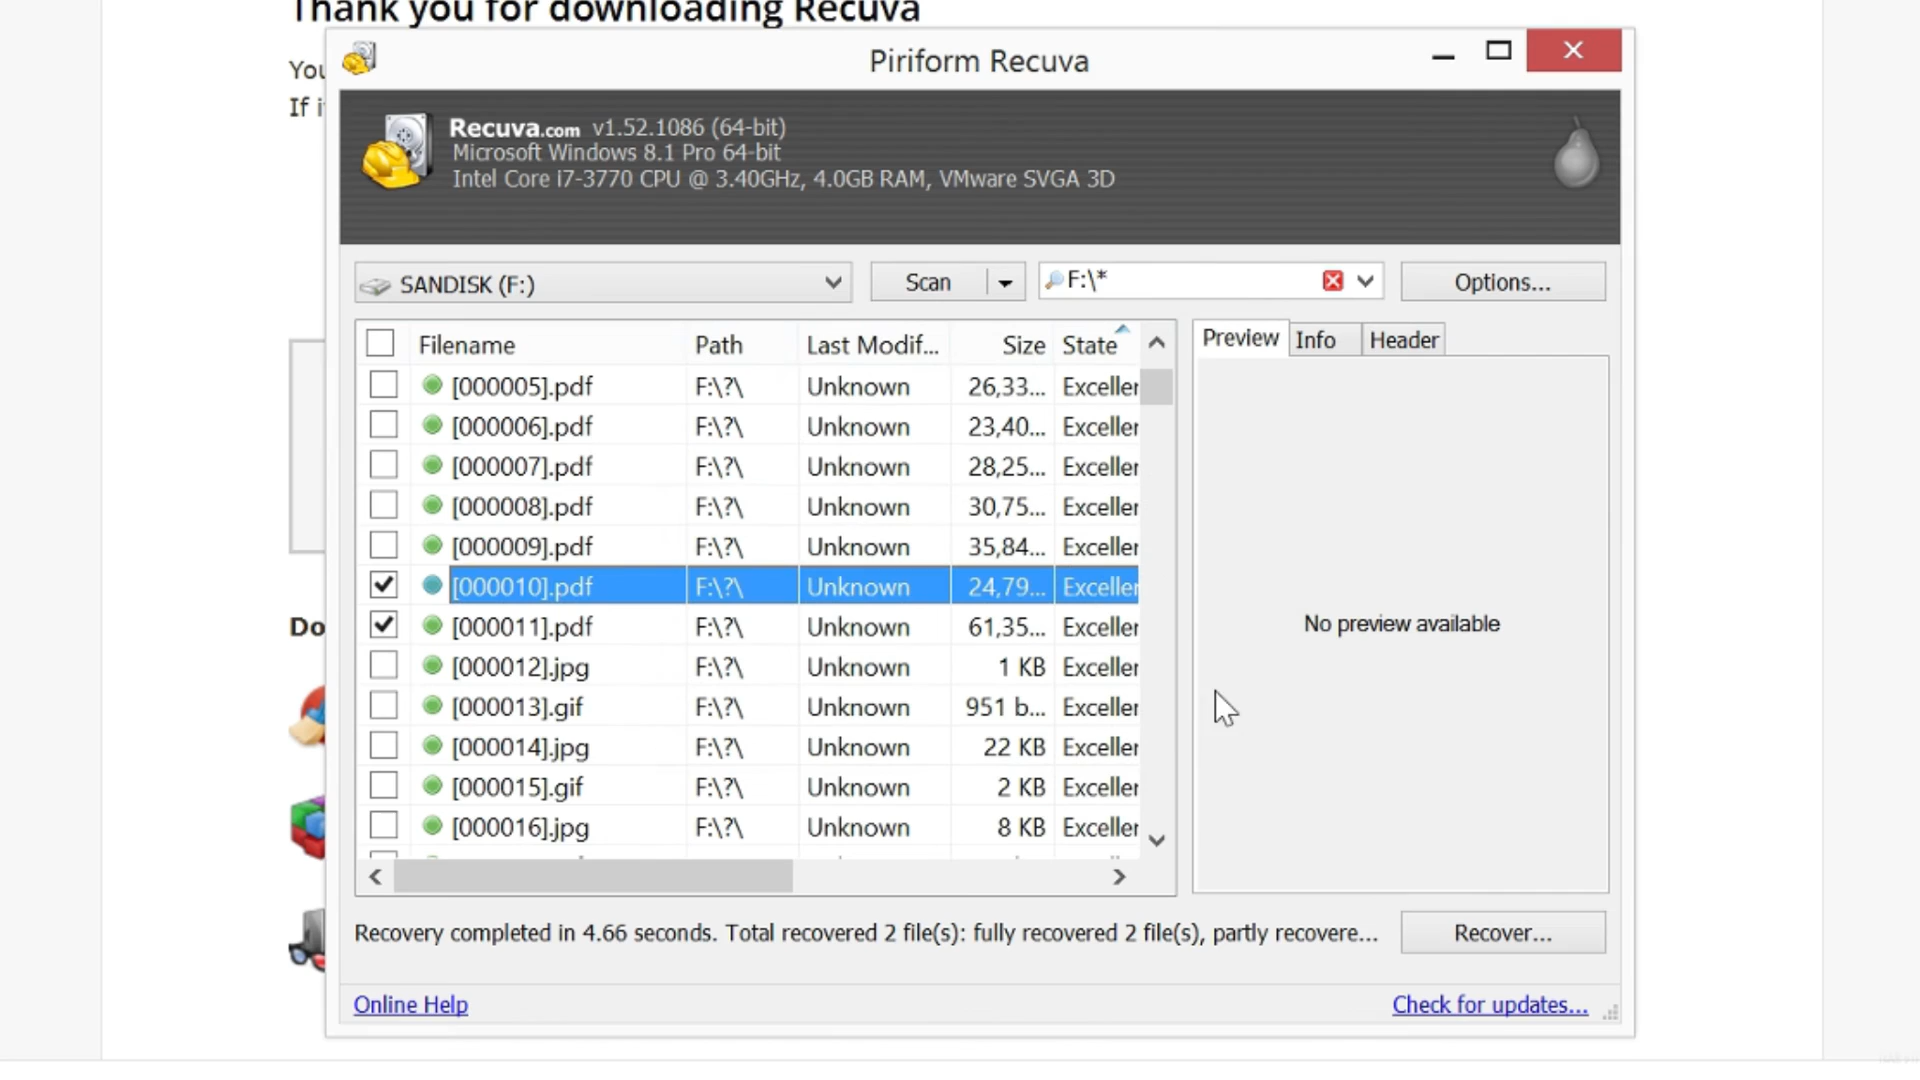 Thank you for downloading Recuva
You
If i
Piriform Recuva
Recuva.com v1.52.1086 (64-bit)
Microsoft Windows 8.1 Pro 64-bit
Intel Core i7-3770 CPU @ 3.40GHz, 4.0GB RAM, VMware SVGA 3D
SANDISK (F:) Scan F:\* Options...
Filename Path Last Modif... Size State Preview Info Header
[000005].pdf F:\?\ Unknown 26,33... Exceller
[000006].pdf F:\?\ Unknown 23,40... Exceller
[000007].pdf F:\?\ Unknown 28,25... Exceller
[000008].pdf F:\?\ Unknown 30,75... Exceller
[000009].pdf F:\?\ Unknown 35,84... Exceller
[000010].pdf F:\?\ Unknown 24,79... Exceller
Do [000011].pdf F:\?\ Unknown 61,35... Exceller
No preview available
[000012].jpg F:\?\ Unknown 1 KB Exceller
[000013].gif F:\?\ Unknown 951 b... Exceller
[000014].jpg F:\?\ Unknown 22 KB Exceller
[000015].gif F:\?\ Unknown 2 KB Exceller
[000016].jpg F:\?\ Unknown 8 KB Exceller
Recovery completed in 4.66 seconds. Total recovered 2 file(s): fully recovered 2 file(s), partly recovere... Recover...
Online Help Check for updates...